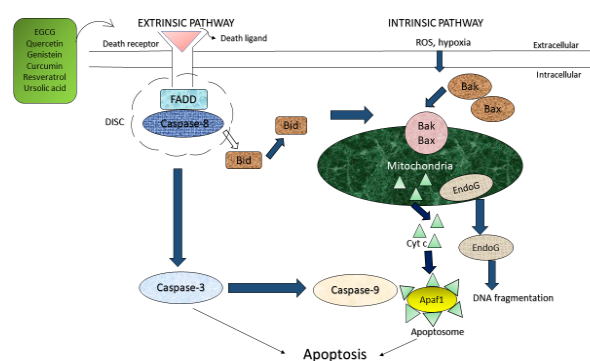 EGCG
Quercetin
Genistein
Curcumin
Resveratrol
Ursolic acid
EXTRINSIC PATHWAY
Death receptor
Death ligand
INTRINSIC PATHWAY
ROS, hypoxia
Extracellular
Intracellular
FADD
Caspase-8
DISC
Bid
Bid
Bak
Bax
Bak
Bax
Mitochondria
EndoG
Cyt c
EndoG
DNA fragmentation
Caspase-3
Caspase-9
Apaf1
Apoptosome
Apoptosis